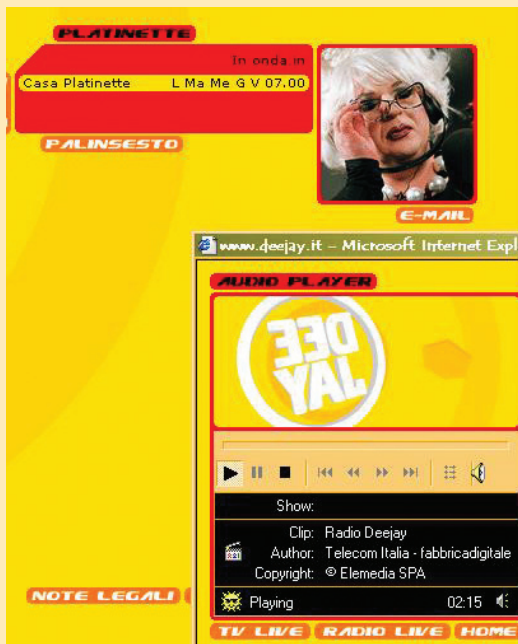 PLATINETTE
In onda in
Casa Platinette L Ma Me G V 07.00
PALINSESTO
E-MAIL
www.deejay.it – Microsoft Internet Expl
AUDIO PLAYER
DEE
JAY
Show:
Clip: Radio Deejay
Author: Telecom Italia - fabbricadigitale
Copyright: © Elemedia SPA
NOTE LEGALI
Playing 02:15
TV LIVE RADIO LIVE HOME